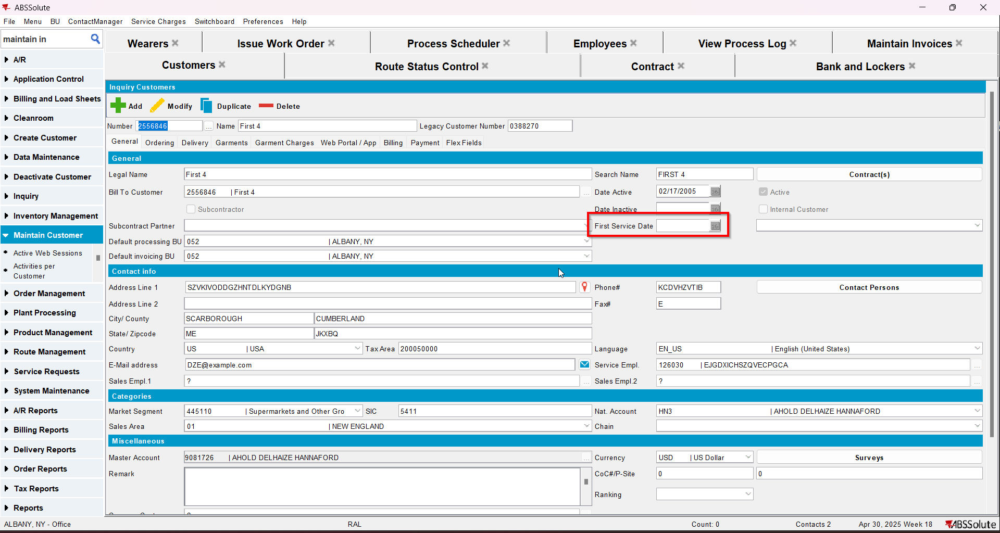 ABSSolute
File Menu BU ContactManager Service Charges Switchboard Preferences Help
maintain in
Wearers Issue Work Order Process Scheduler Employees View Process Log Maintain Invoices
Customers Route Status Control Contract Bank and Lockers
A/R
Application Control
Billing and Load Sheets
Cleanroom
Create Customer
Data Maintenance
Deactivate Customer
Inquiry
Inventory Management
Maintain Customer
Active Web Sessions
Activities per
Customer
Order Management
Plant Processing
Product Management
Route Management
Service Requests
System Maintenance
A/R Reports
Billing Reports
Delivery Reports
Order Reports
Tax Reports
Reports
Inquiry Customers
Add Modify Duplicate Delete
Number 2556846 ... Name First 4 Legacy Customer Number 0388270
General Ordering Delivery Garments Garment Charges Web Portal / App Billing Payment Flex Fields
General
Legal Name First 4 Search Name FIRST 4 Contract(s)
Bill To Customer 2556846 | First 4 ... Date Active 02/17/2005 16 Active
Subcontractor Date Inactive 16 Internal Customer
Subcontract Partner First Service Date 16
Default processing BU 052 | ALBANY, NY
Default invoicing BU 052 | ALBANY, NY
Contact info
Address Line 1 SZVKIVODDGZHNTDLKYDGNB Phone# KCDVHZVTIB Contact Persons
Address Line 2 Fax# E
City/ County SCARBOROUGH CUMBERLAND
State/ Zipcode ME JKXBQ
Country US | USA Tax Area 200050000 Language EN_US | English (United States)
E-Mail address DZE@example.com Service Empl. 126030 | EJGDXICHSZQVECPGCA ...
Sales Empl.1 ? ... Sales Empl.2 ? ...
Categories
Market Segment 445110 | Supermarkets and Other Gro SIC 5411 Nat. Account HN3 | AHOLD DELHAIZE HANNAFORD
Sales Area 01 | NEW ENGLAND Chain
Miscellaneous
Master Account 9081726 | AHOLD DELHAIZE HANNAFORD ... Currency USD | US Dollar Surveys
Remark CoC#/P-Site 0 0
Ranking
ALBANY, NY - Office RAL Count: 0 Contacts 2 Apr 30, 2025 Week 18 ABSSolute